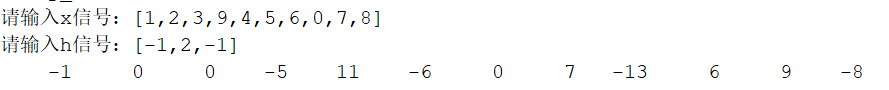 请输入x信号：[1,2,3,9,4,5,6,0,7,8]
请输入h信号：[-1,2,-1]
-1 0 0 -5 11 -6 0 7 -13 6 9 -8